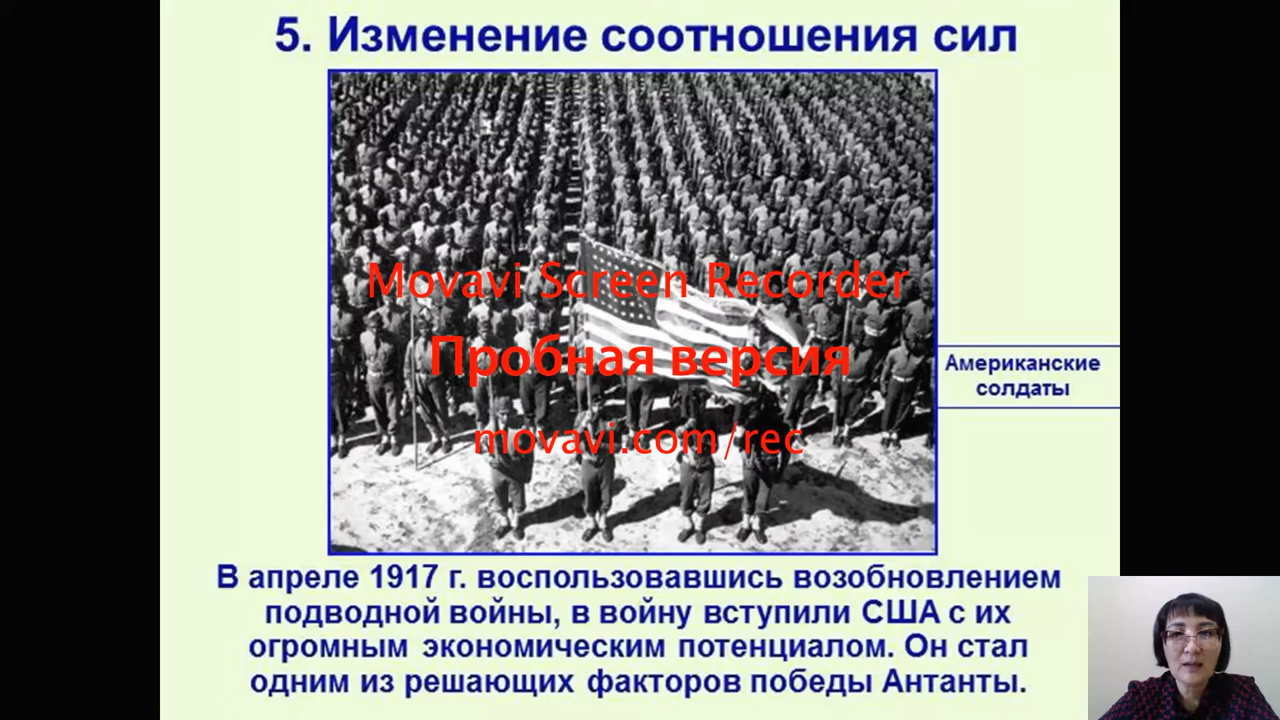 5. Изменение соотношения сил
Movavi Screen Recorder
Пробная версия
movavi.com/rec
Американские
солдаты
В апреле 1917 г. воспользовавшись возобновлением
подводной войны, в войну вступили США с их
огромным экономическим потенциалом. Он стал
одним из решающих факторов победы Антанты.